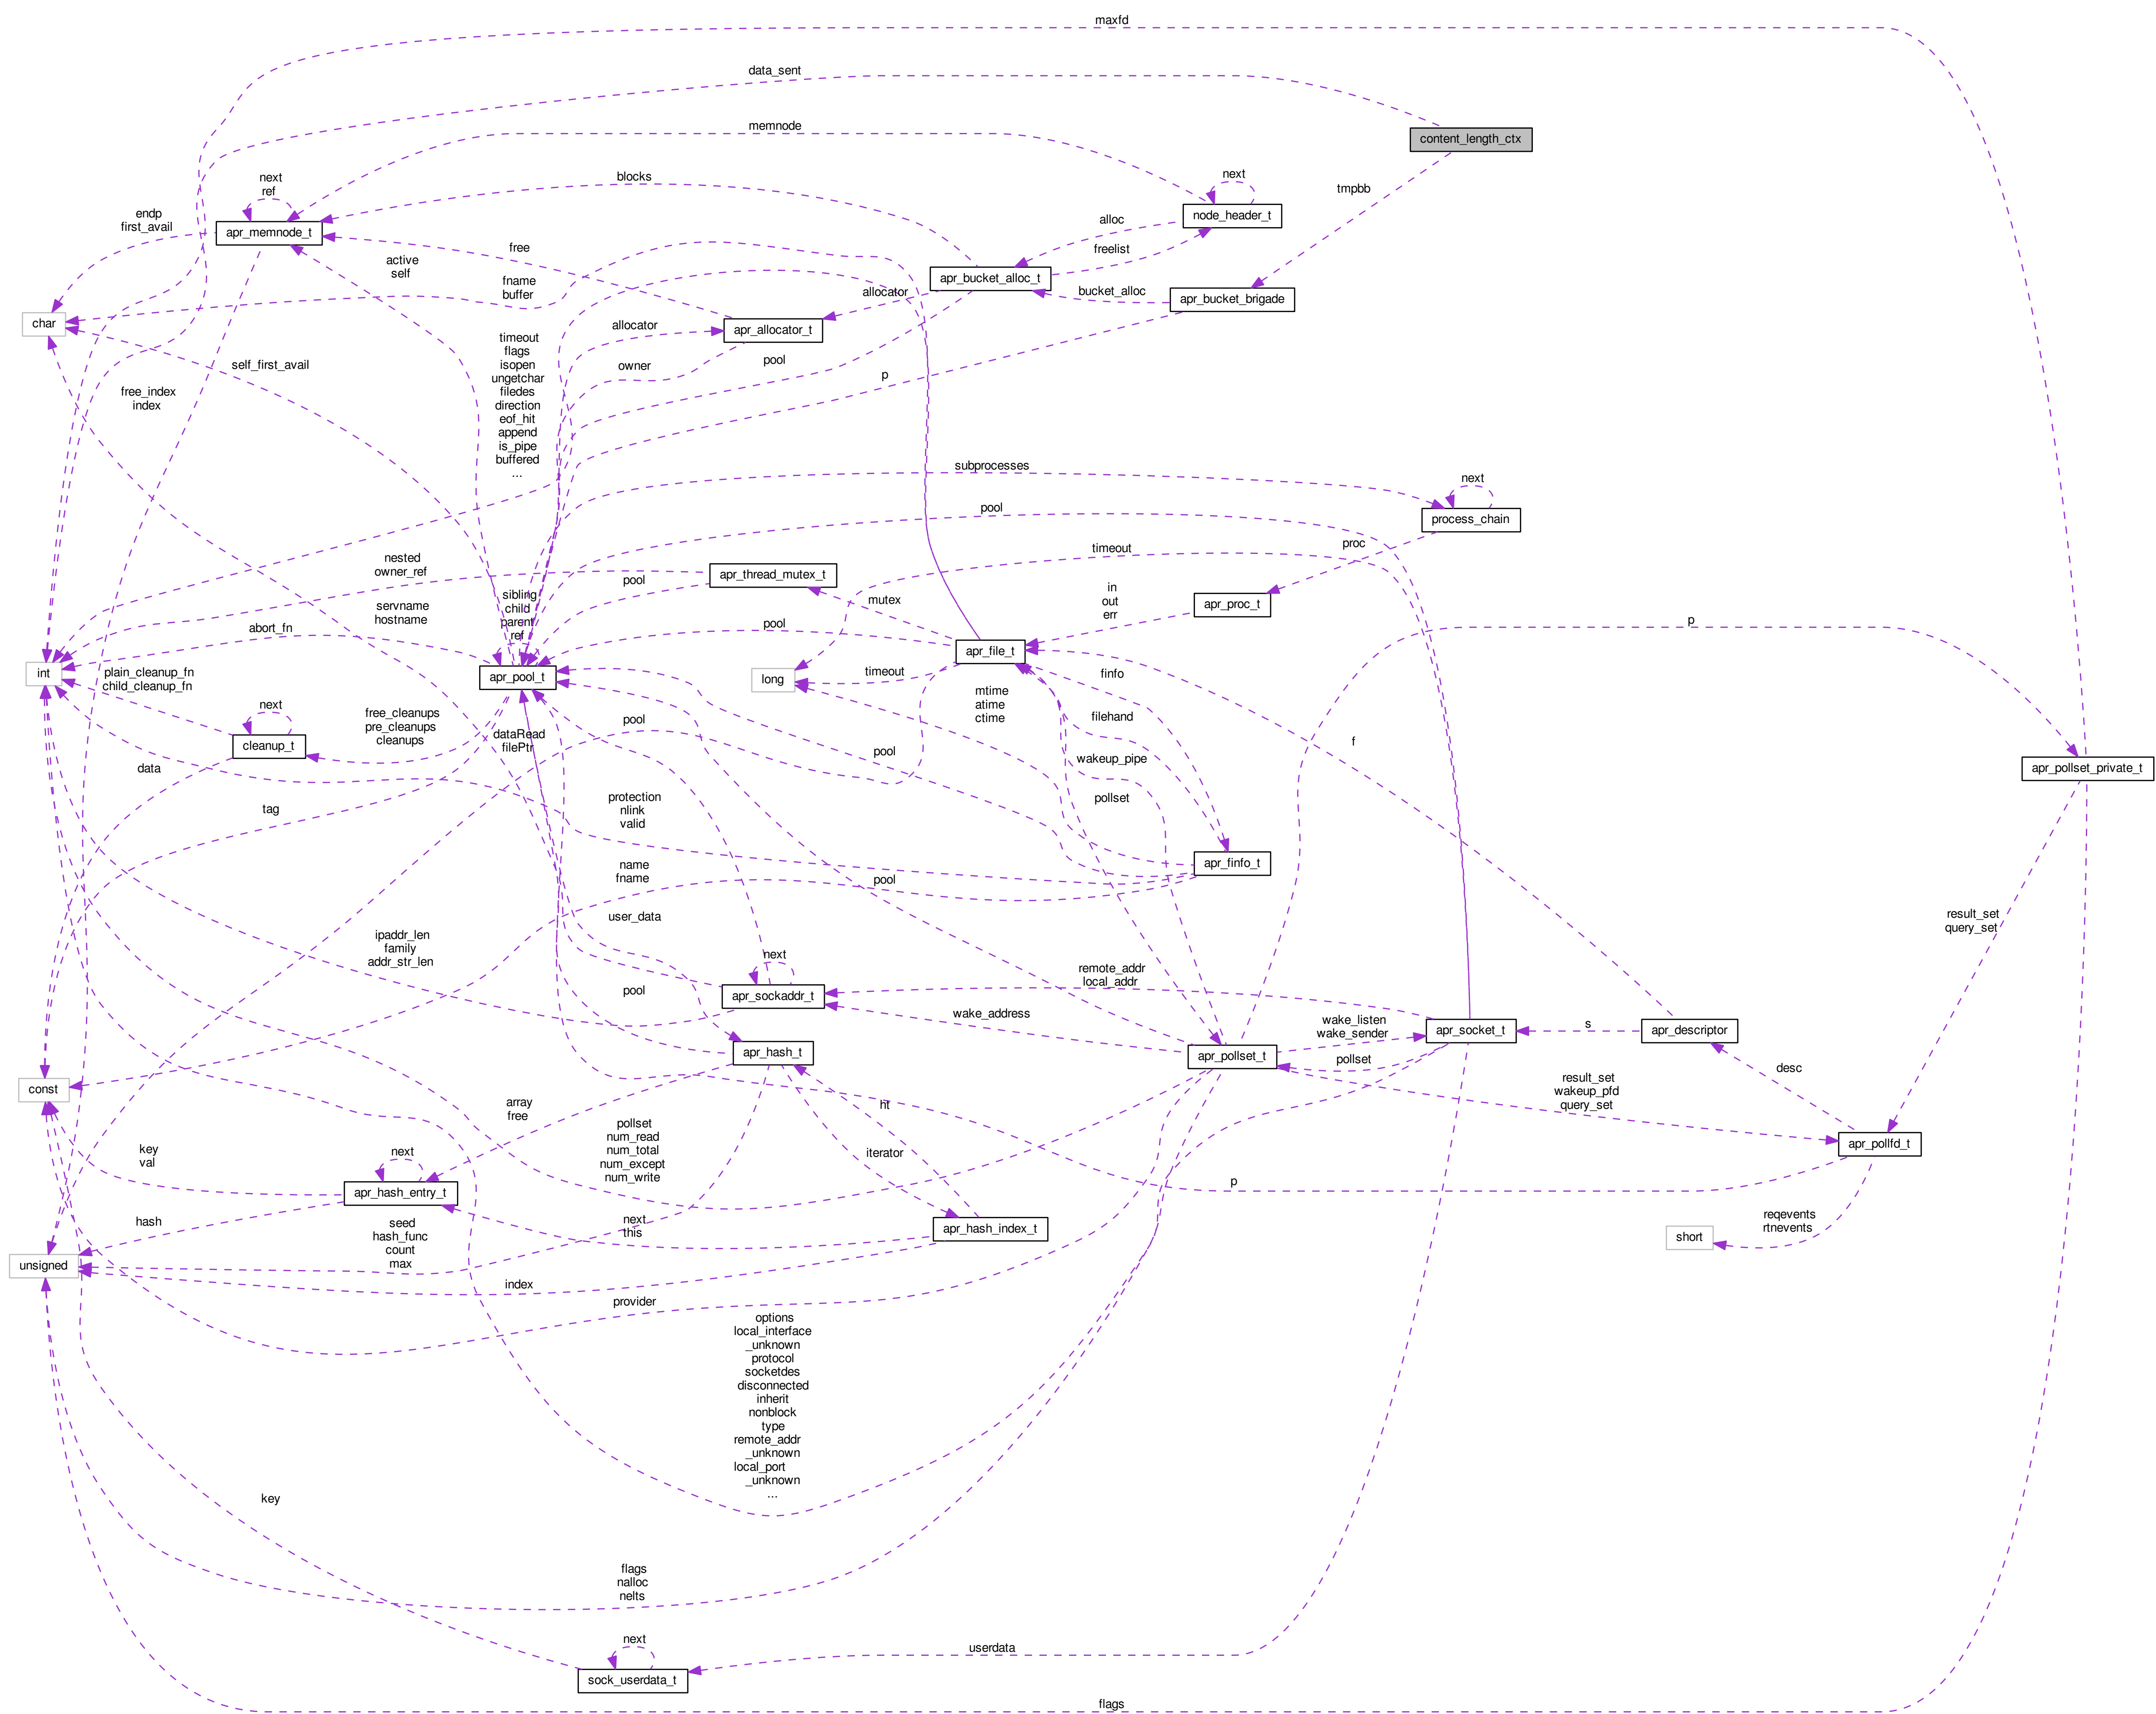 maxfd
data_sent
content_length_ctx
memnode
next
blocks
next
ref
tmpbb
endp
first_avail
apr_memnode_t
alloc
node_header_t
freelist
free
active
self
fname
buffer
apr_bucket_alloc_t
bucket_alloc
apr_bucket_brigade
allocator
char
allocator
apr_allocator_t
timeout
flags
isopen
ungetchar
filedes
direction
eof_hit
append
is_pipe
buffered
...
self_first_avail
owner
pool
p
free_index
index
subprocesses
next
process_chain
pool
proc
timeout
nested
owner_ref
apr_thread_mutex_t
pool
in
out
err
apr_proc_t
mutex
servname
hostname
sibling
child
parent
ref
abort_fn
pool
p
apr_file_t
int
apr_pool_t
plain_cleanup_fn
child_cleanup_fn
long
timeout
finfo
mtime
atime
ctime
next
free_cleanups
pre_cleanups
cleanups
pool
filehand
dataRead
filePtr
cleanup_t
f
pool
wakeup_pipe
data
apr_pollset_private_t
tag
protection
nlink
valid
pollset
apr_finfo_t
name
fname
pool
user_data
result_set
query_set
ipaddr_len
family
addr_str_len
next
remote_addr
local_addr
apr_sockaddr_t
pool
wake_address
wake_listen
wake_sender
apr_socket_t
s
apr_descriptor
apr_hash_t
apr_pollset_t
pollset
desc
const
array
free
ht
result_set
wakeup_pfd
query_set
pollset
num_read
num_total
num_except
num_write
apr_pollfd_t
key
val
next
iterator
p
apr_hash_entry_t
hash
next
this
apr_hash_index_t
reqevents
rtnevents
short
seed
hash_func
count
max
unsigned
index
provider
options
local_interface
_unknown
protocol
socketdes
disconnected
inherit
nonblock
type
remote_addr
_unknown
local_port
_unknown
...
key
flags
nalloc
nelts
next
userdata
sock_userdata_t
flags